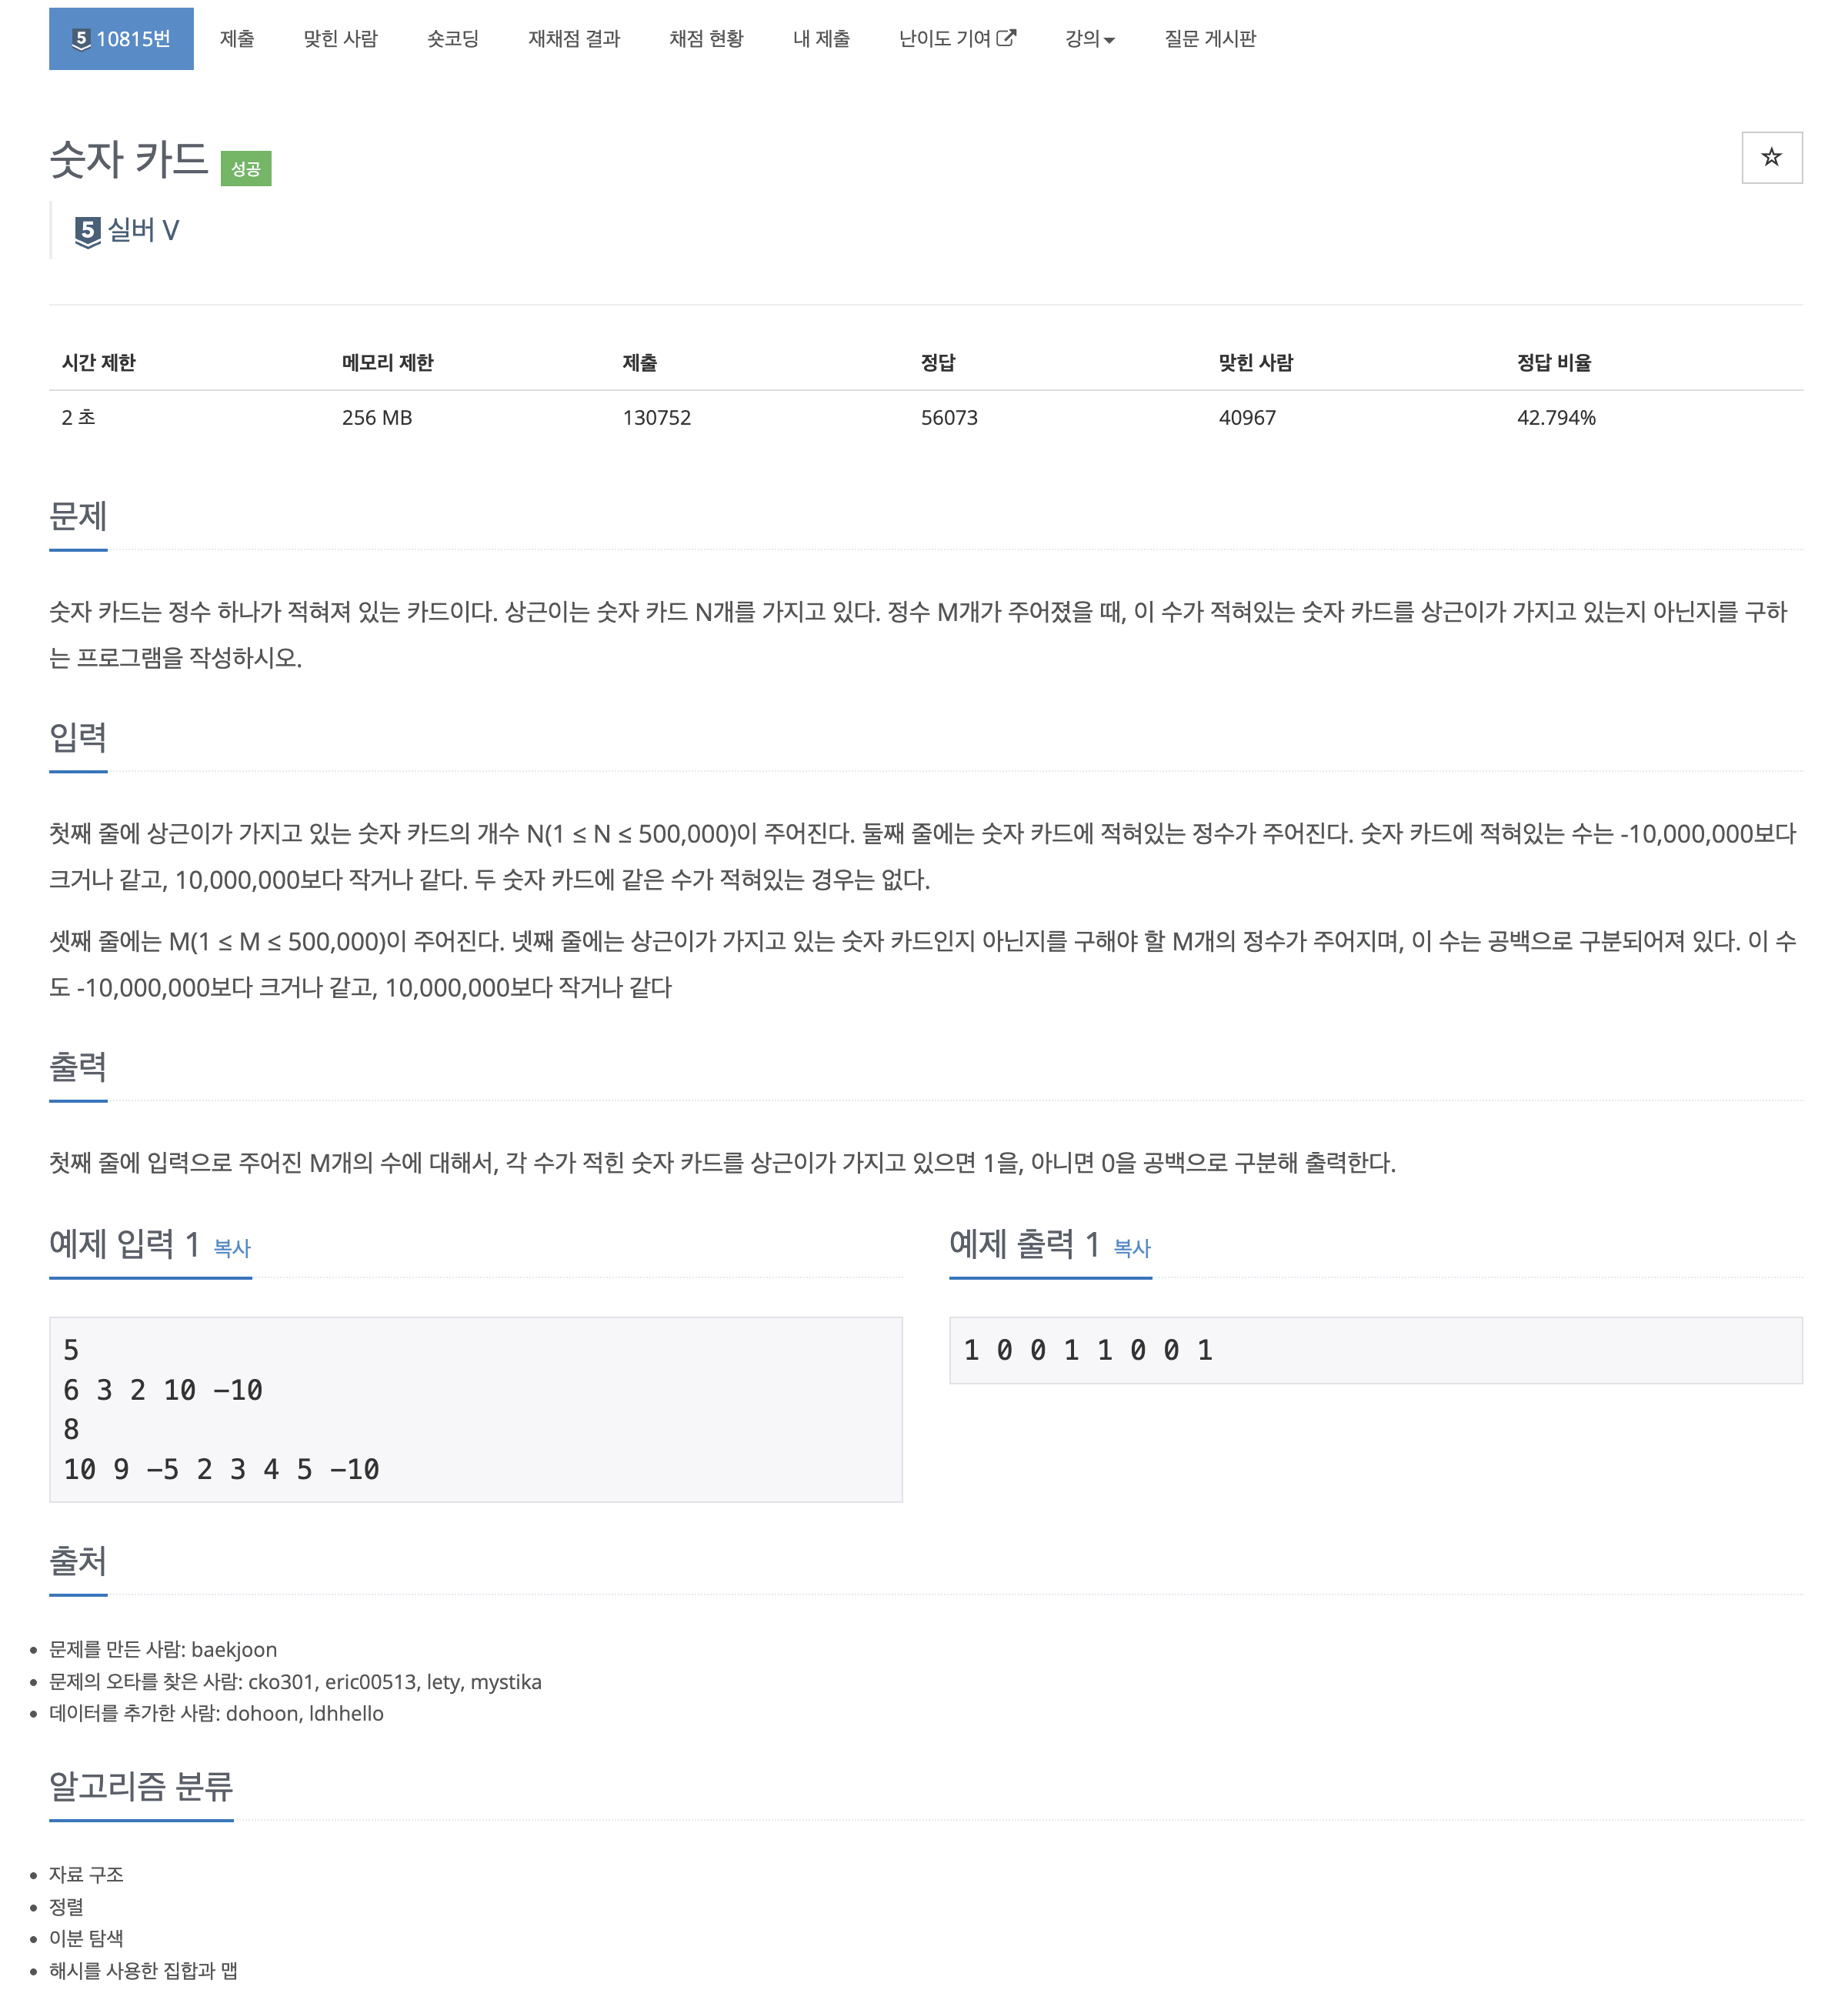 5 10815번 제출 맞힌 사람 숏코딩 재채점 결과 채점 현황 내 제출 난이도 기여 강의 질문 게시판
숫자 카드 성공
5 실버 V
시간 제한 메모리 제한 제출 정답 맞힌 사람 정답 비율
2 초 256 MB 130752 56073 40967 42.794%
문제
숫자 카드는 정수 하나가 적혀져 있는 카드이다. 상근이는 숫자 카드 N개를 가지고 있다. 정수 M개가 주어졌을 때, 이 수가 적혀있는 숫자 카드를 상근이가 가지고 있는지 아닌지를 구하
는 프로그램을 작성하시오.
입력
첫째 줄에 상근이가 가지고 있는 숫자 카드의 개수 N(1 ≤ N ≤ 500,000)이 주어진다. 둘째 줄에는 숫자 카드에 적혀있는 정수가 주어진다. 숫자 카드에 적혀있는 수는 -10,000,000보다
크거나 같고, 10,000,000보다 작거나 같다. 두 숫자 카드에 같은 수가 적혀있는 경우는 없다.
셋째 줄에는 M(1 ≤ M ≤ 500,000)이 주어진다. 넷째 줄에는 상근이가 가지고 있는 숫자 카드인지 아닌지를 구해야 할 M개의 정수가 주어지며, 이 수는 공백으로 구분되어져 있다. 이 수
도 -10,000,000보다 크거나 같고, 10,000,000보다 작거나 같다
출력
첫째 줄에 입력으로 주어진 M개의 수에 대해서, 각 수가 적힌 숫자 카드를 상근이가 가지고 있으면 1을, 아니면 0을 공백으로 구분해 출력한다.
예제 입력 1 복사
5
6 3 2 10 -10
8
10 9 -5 2 3 4 5 -10
예제 출력 1 복사
1 0 0 1 1 0 0 1
출처
문제를 만든 사람: baekjoon
문제의 오타를 찾은 사람: cko301, eric00513, lety, mystika
데이터를 추가한 사람: dohoon, ldhhello
알고리즘 분류
자료 구조
정렬
이분 탐색
해시를 사용한 집합과 맵